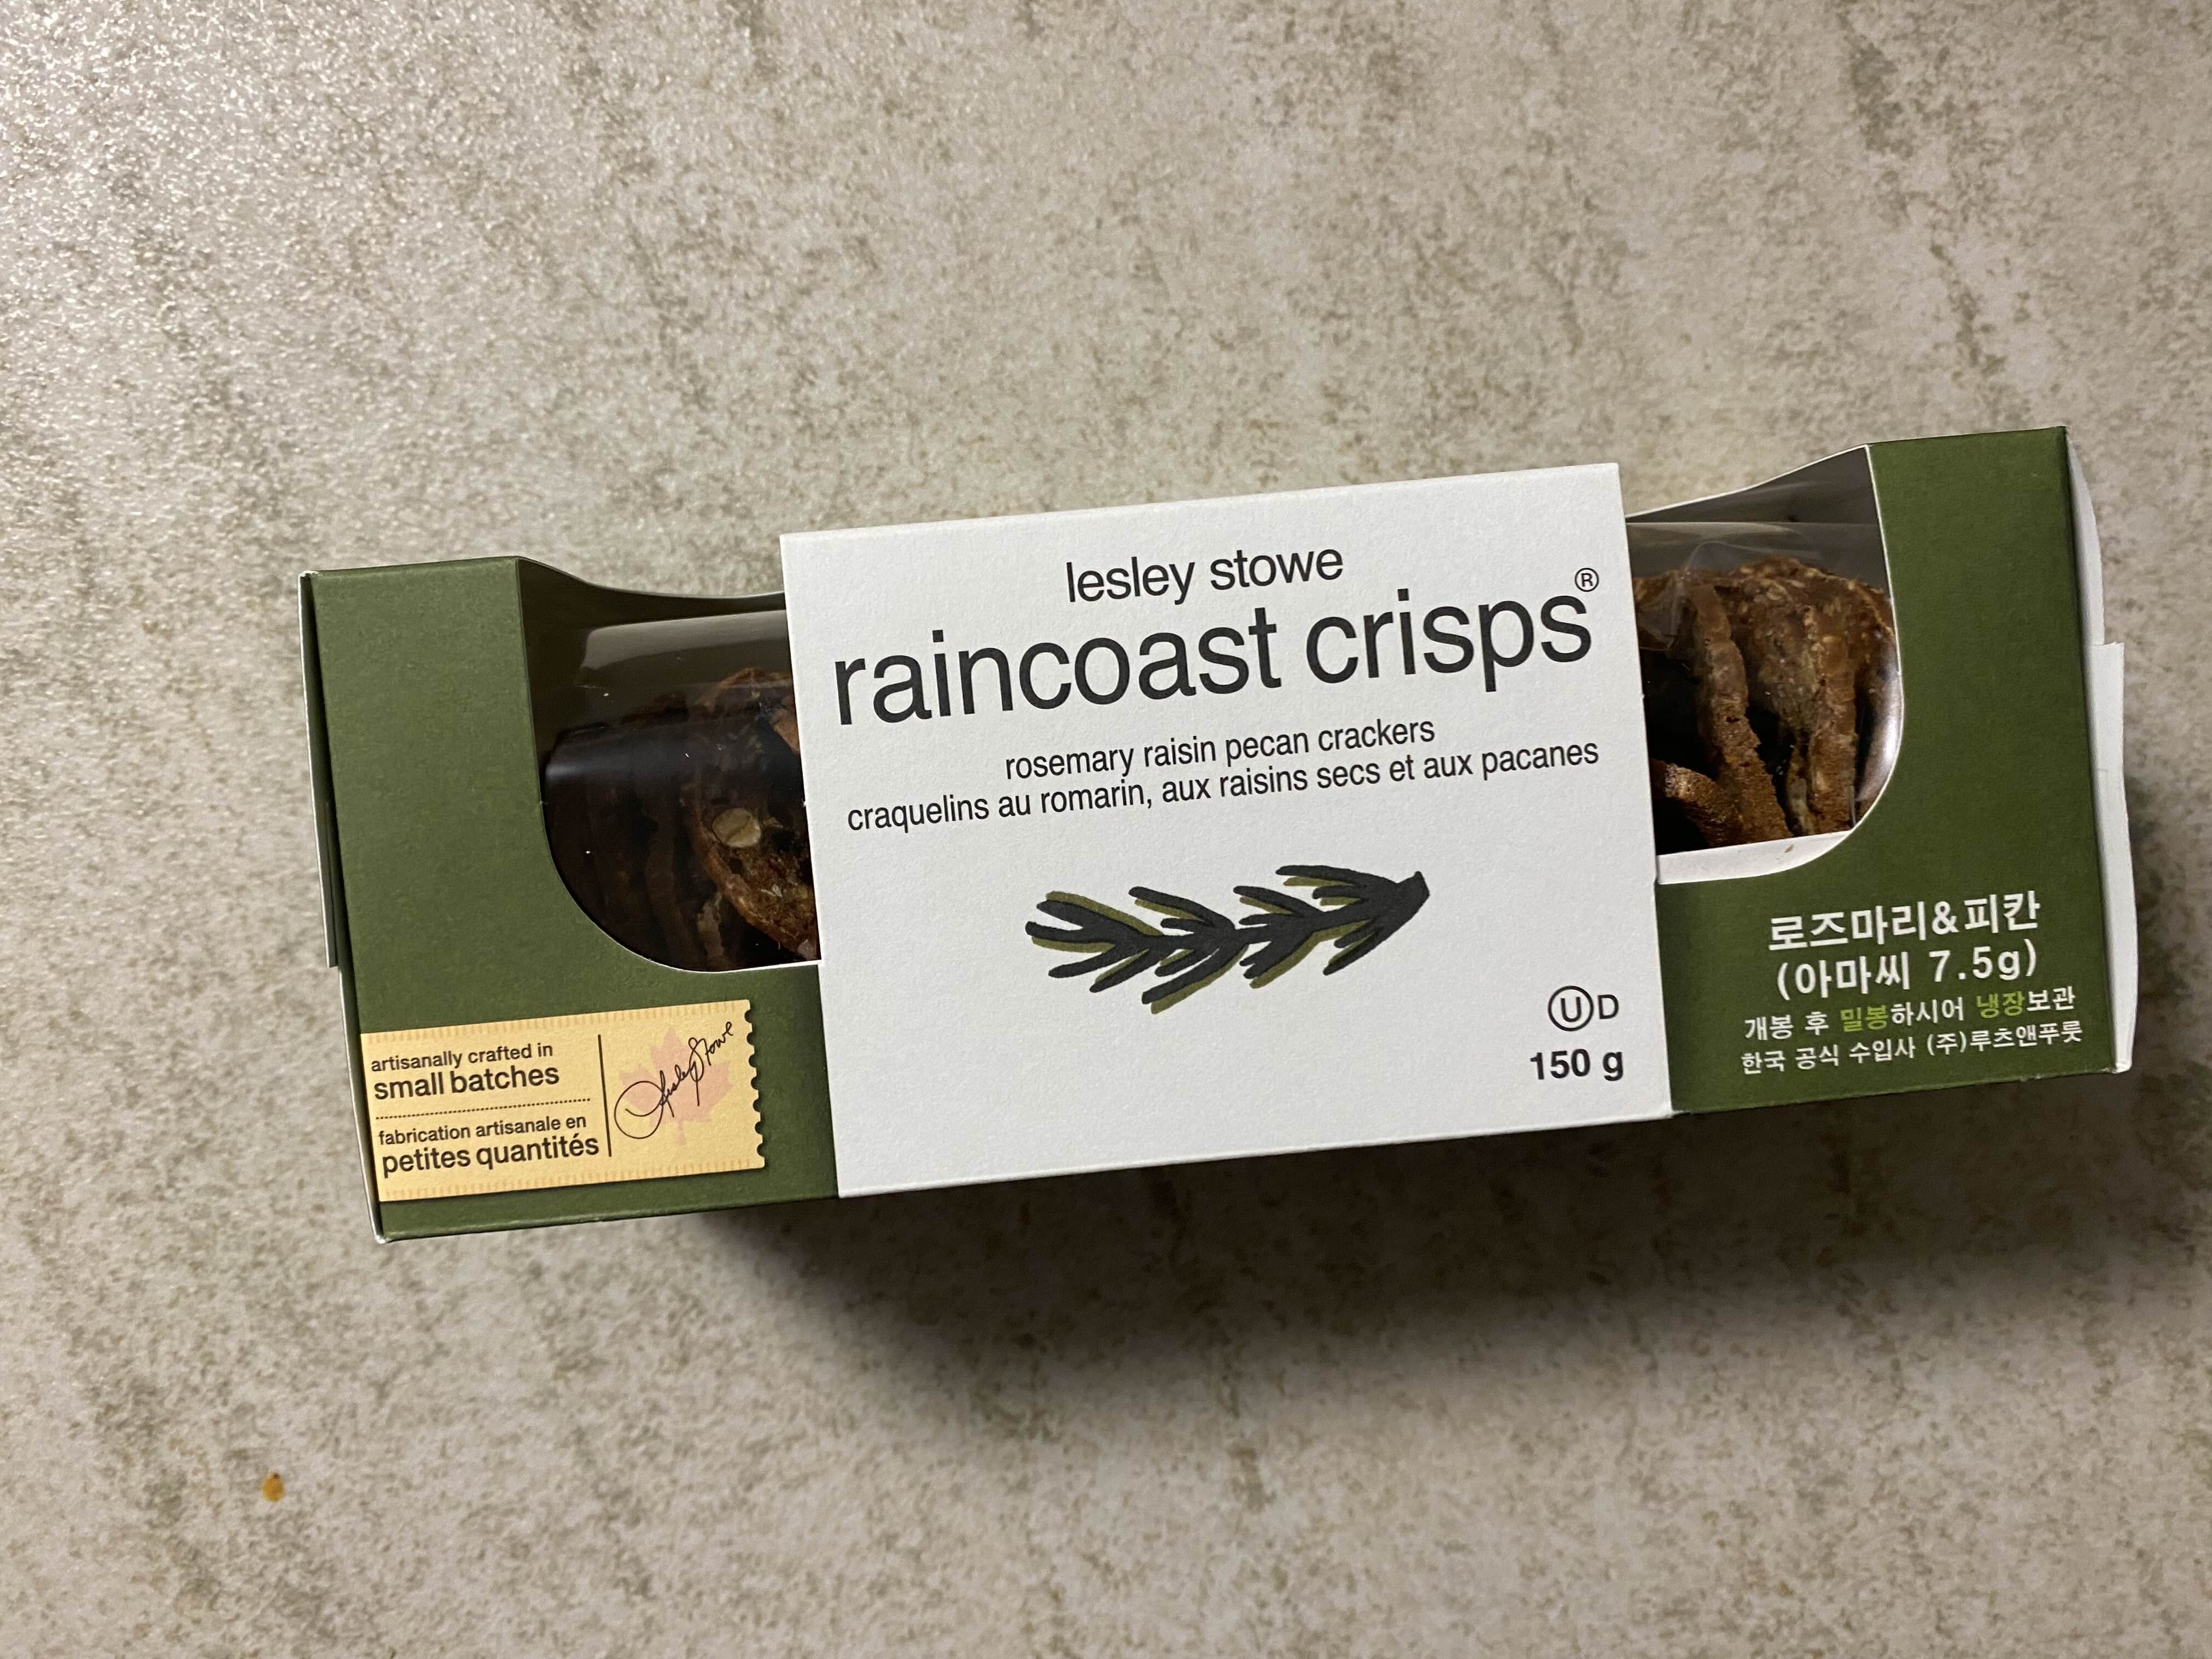 lesley stowe
raincoast crisps®
rosemary raisin pecan crackers
craquelins au romarin, aux raisins secs et aux pacanes
ⓊD
150 g
artisanally crafted in
small batches
fabrication artisanale en
petites quantités
Lesley Stowe
로즈마리&피칸
(아마씨 7.5g)
개봉 후 밀봉하시어 냉장보관
한국 공식 수입사 (주)루츠앤푸룻